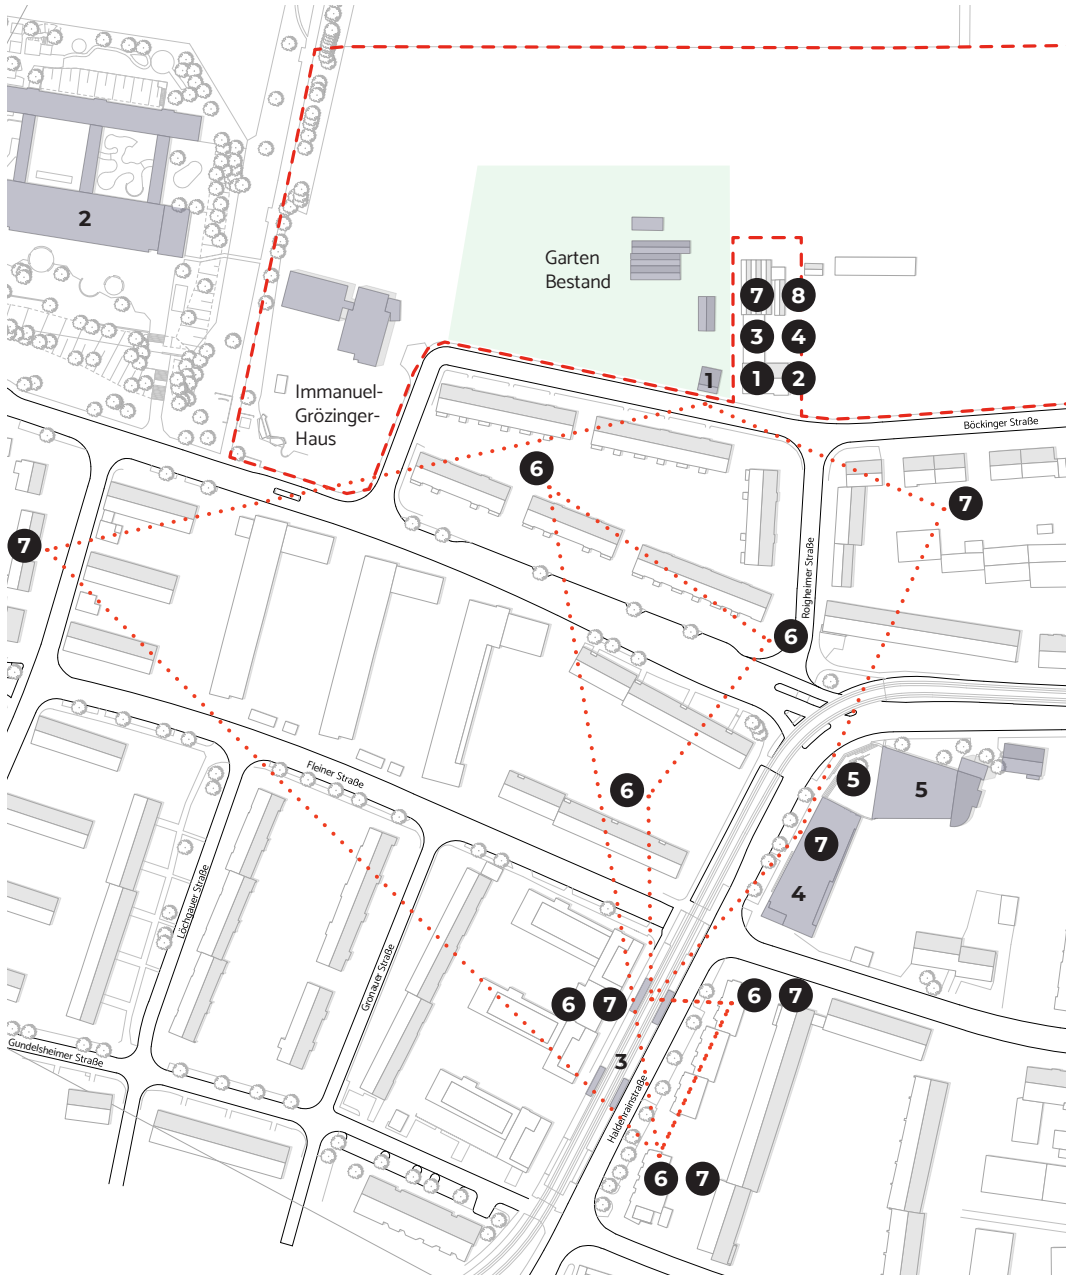 2
Garten
Bestand
7
8
3
4
1
1
2
Immanuel-
Grözinger-
Haus
Böckinger Straße
6
7
7
Roigheimer Straße
6
Fleiner Straße
6
5
5
7
4
Löchgauer Straße
Gronauer Straße
6
7
6
7
Gundelsheimer Straße
3
Haldenrainstraße
6
7